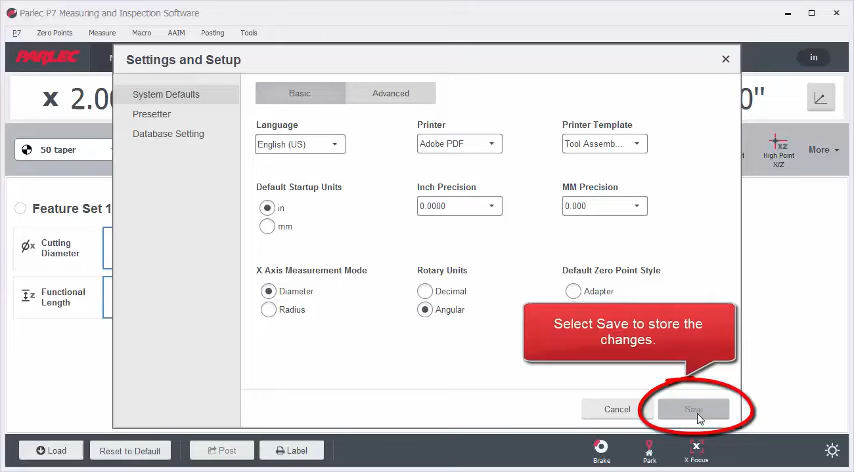 Parlec P7 Measuring and Inspection Software
P7 Zero Points Measure Macro AAIM Posting Tools
PARLEC
in
Settings and Setup
X 2.00
0"
System Defaults
Presetter
Database Setting
Basic Advanced
Language Printer Printer Template
English (US) Adobe PDF Tool Assemb...
50 taper
High Point
X/Z
More
Default Startup Units Inch Precision MM Precision
in 0.0000 0.000
mm
Feature Set 1
Cutting
Diameter
Functional
Length
X Axis Measurement Mode Rotary Units Default Zero Point Style
Diameter Decimal Adapter
Radius Angular
Select Save to store the
changes.
Cancel Save
Load Reset to Default Post Label Brake Park X Focus